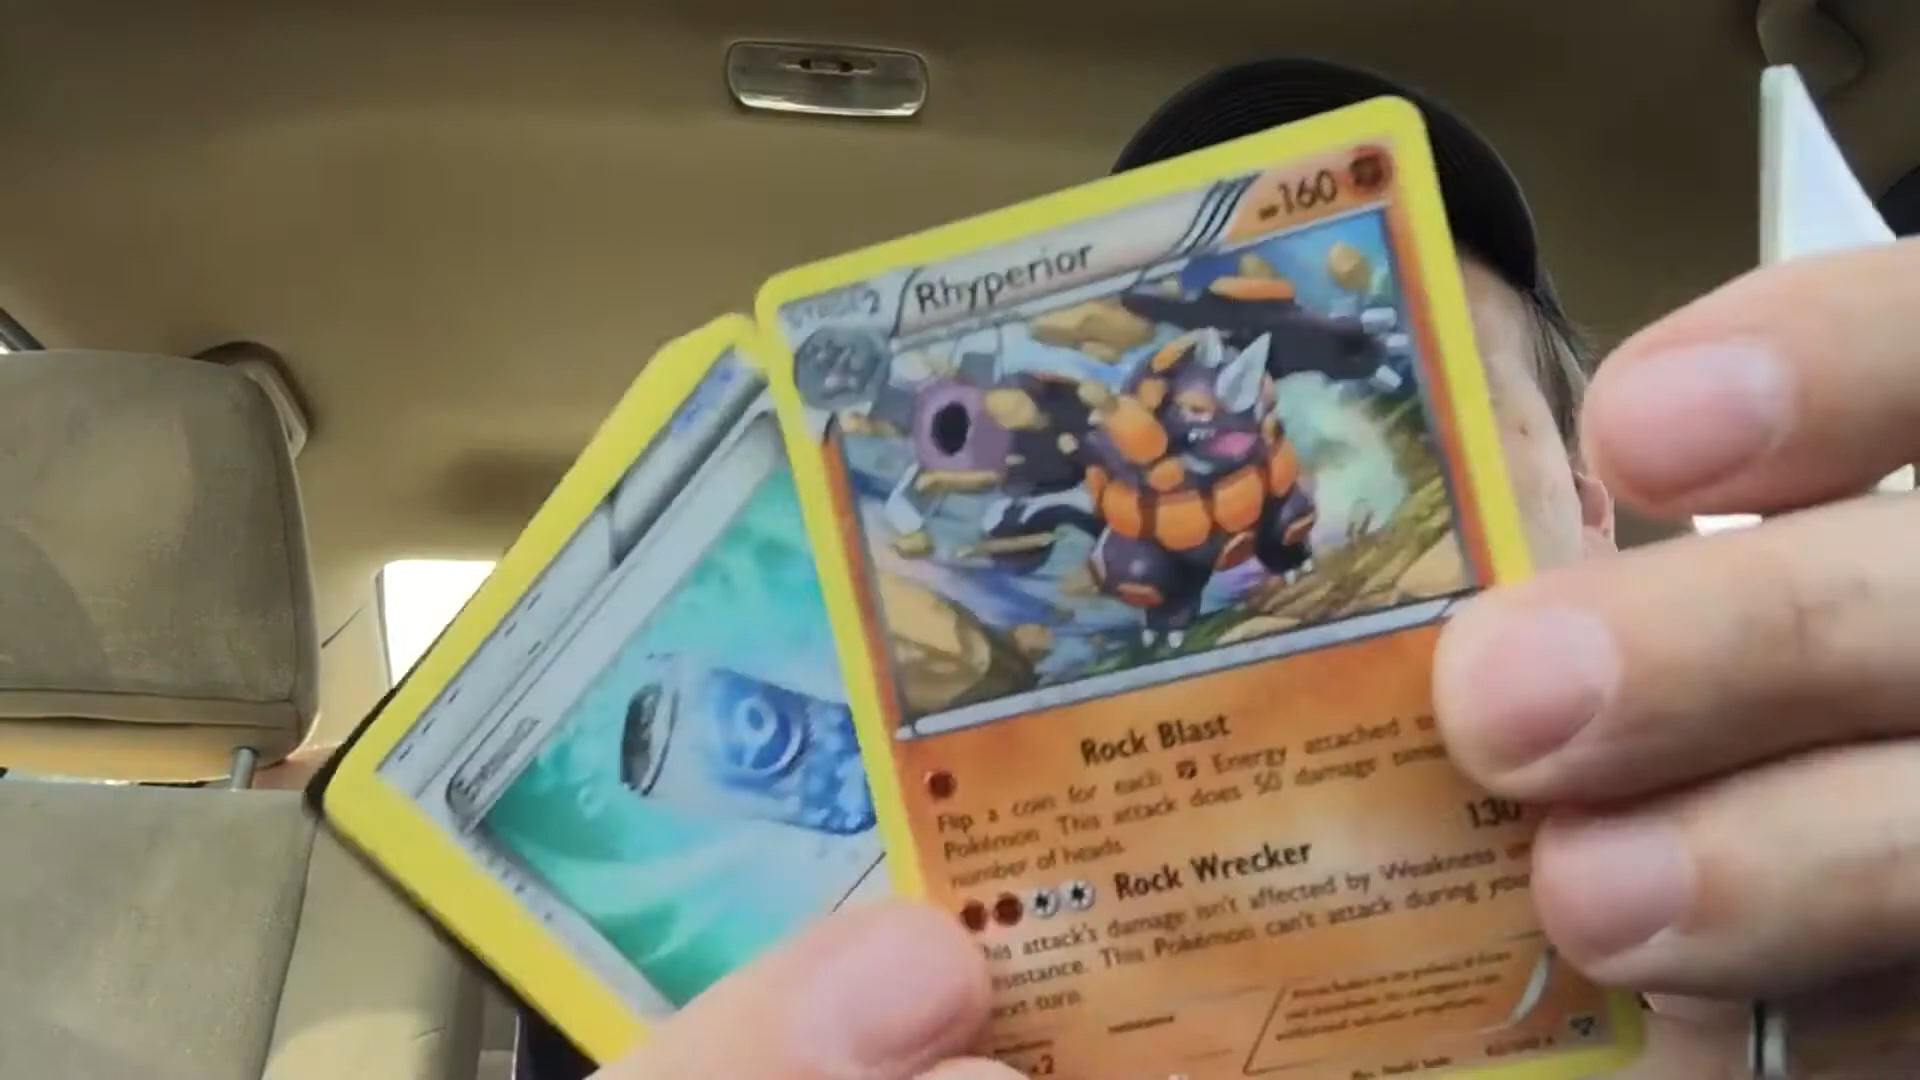 STAGE2
Rhyperior
HP160
Rock Blast
Flip a coin for each Energy attached to
Pokémon. This attack does 50 damage times
number of heads.
Rock Wrecker
130
This attack's damage isn't affected by Weakness or
Resistance. This Pokémon can't attack during your
next turn.
×2